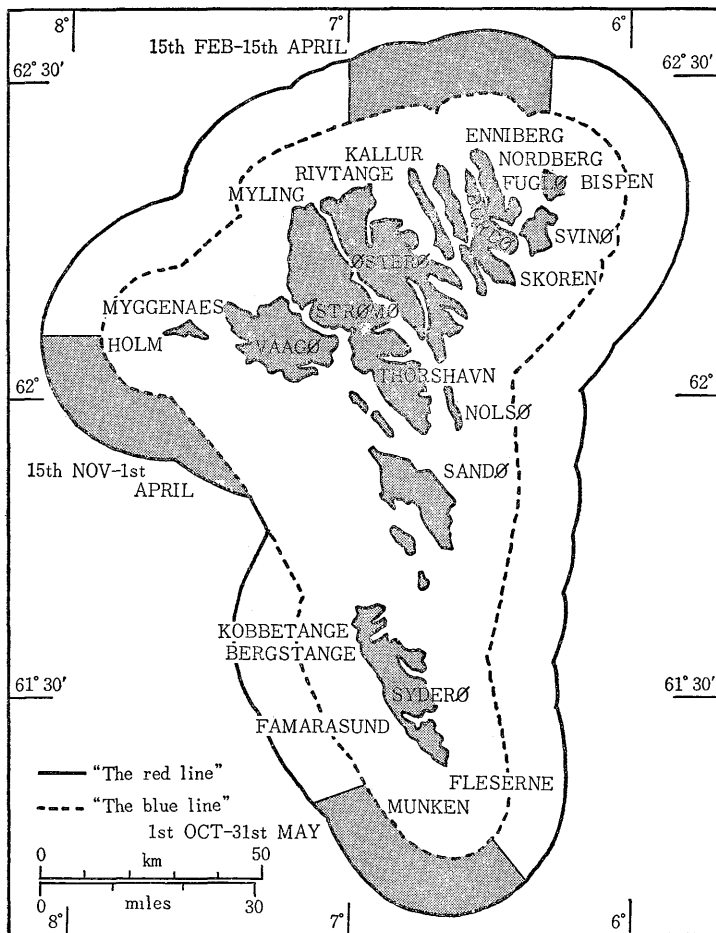 8° 7° 6°
15th FEB-15th APRIL
62° 30′ 62° 30′
ENNIBERG
NORDBERG
KALLUR
RIVTANGE
FUGLØ BISPEN
MYLING
SVINØ
ØSTERØ
SKOREN
MYGGENAES
STRØMØ
HOLM
VAAGØ
THORSHAVN
62° 62°
NOLSØ
15th NOV-1st
APRIL
SANDØ
KOBBETANGE
BERGSTANGE
61° 30′ 61° 30′
SYDERØ
FAMARASUND
"The red line"
FLESERNE
"The blue line"
MUNKEN
1st OCT-31st MAY
0 50
km
0 miles 30
8° 7° 6°